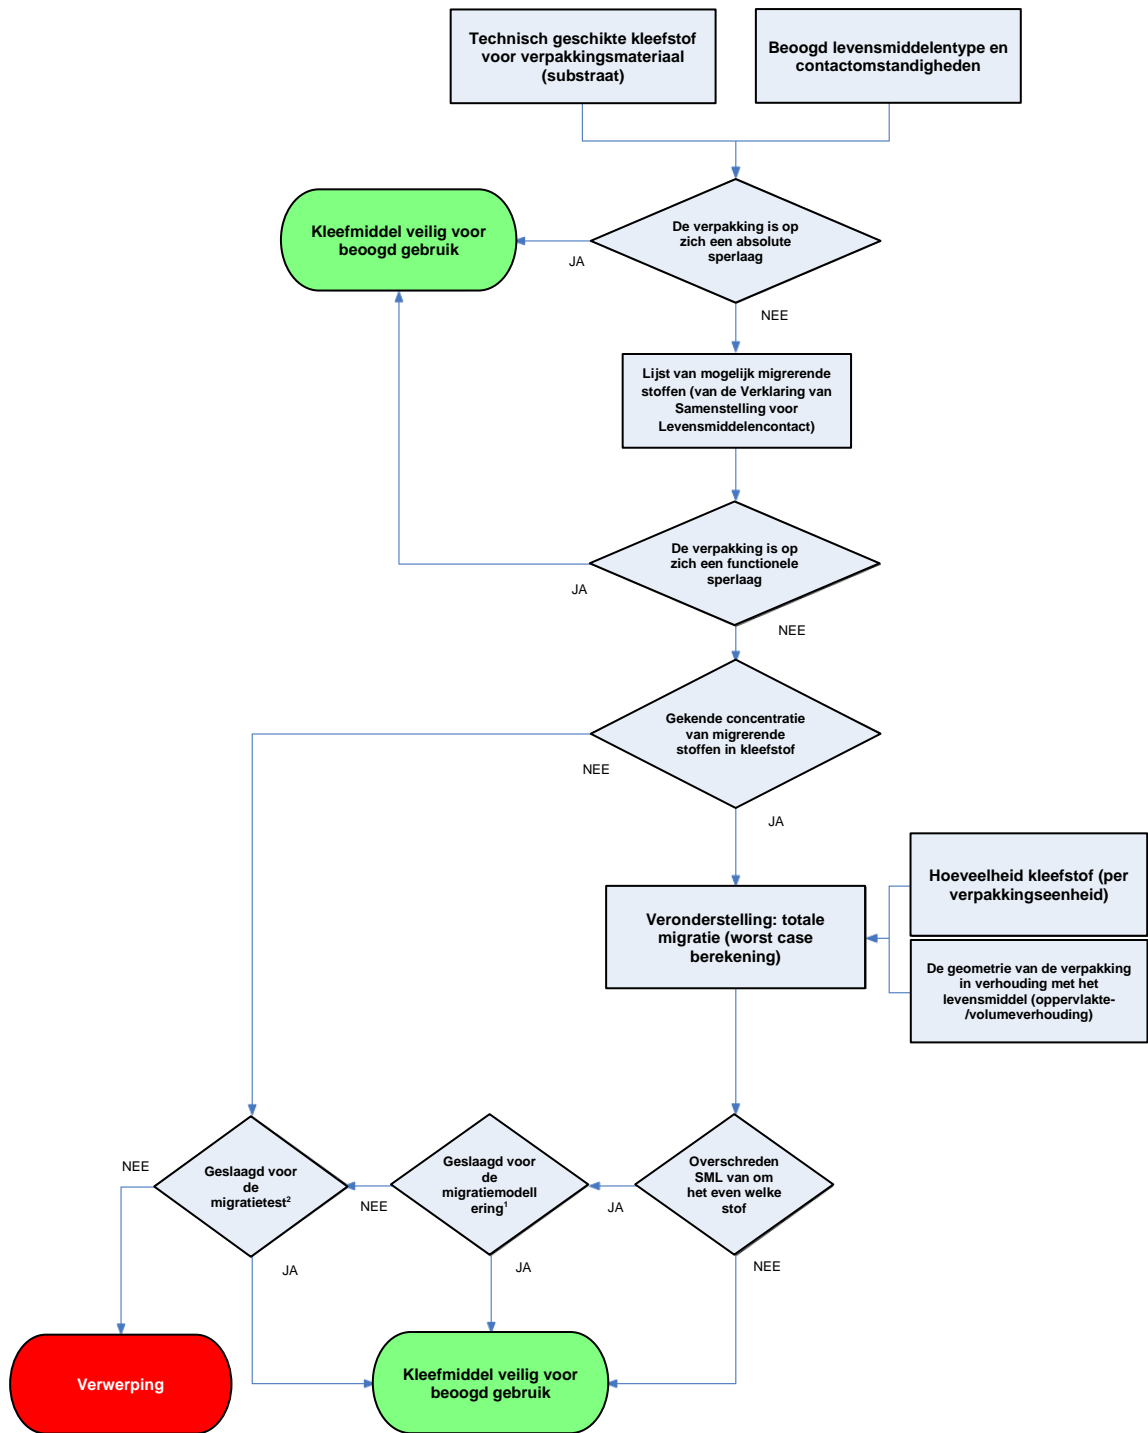 Technisch geschikte kleefstof
voor verpakkingsmateriaal
(substraat)
Beoogd levensmiddelentype en
contactomstandigheden
De verpakking is op
zich een absolute
sperlaag
Kleefmiddel veilig voor
beoogd gebruik
JA
NEE
Lijst van mogelijk migrerende
stoffen (van de Verklaring van
Samenstelling voor
Levensmiddelencontact)
De verpakking is op
zich een functionele
sperlaag
JA
NEE
Gekende concentratie
van migrerende
stoffen in kleefstof
NEE
JA
Hoeveelheid kleefstof (per
verpakkingseenheid)
Veronderstelling: totale
migratie (worst case
berekening)
De geometrie van de verpakking
in verhouding met het
levensmiddel (oppervlakte-
/volumeverhouding)
NEE
Geslaagd voor
de
migratietest²
NEE
Geslaagd voor
de
migratiemodell
ering¹
JA
Overschreden
SML van om
het even welke
stof
JA
JA
NEE
Verwerping
Kleefmiddel veilig voor
beoogd gebruik